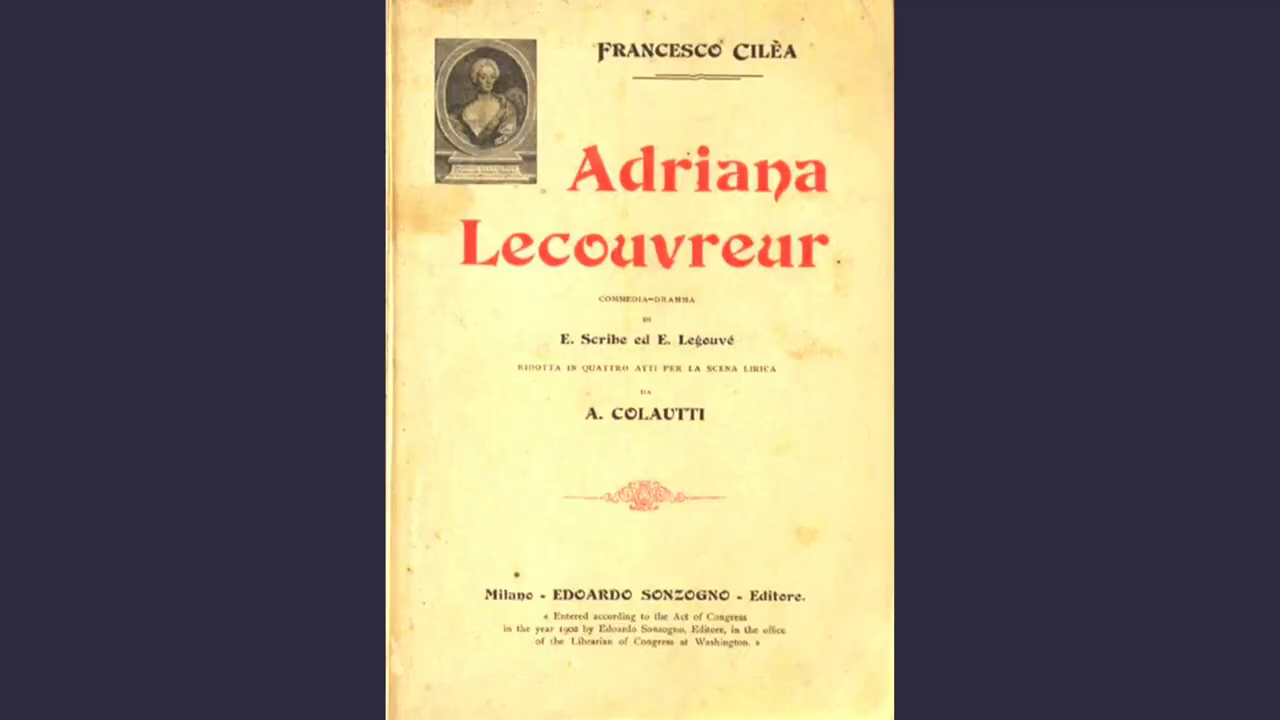 FRANCESCO CILÈA
Adriana
Lecouvreur
COMMEDIA-DRAMMA
DI
E. Scribe ed E. Legouvé
RIDOTTA IN QUATTRO ATTI PER LA SCENA LIRICA
DA
A. COLAUTTI
Milano - EDOARDO SONZOGNO - Editore.
« Entered according to the Act of Congress
in the year 1902 by Edoardo Sonzogno, Editore, in the office
of the Librarian of Congress at Washington. »